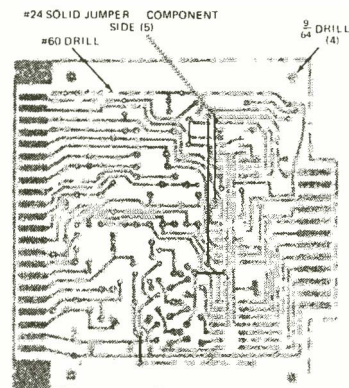 #24 SOLID JUMPER COMPONENT
SIDE (5)
#60 DRILL
9/64 DRILL
(4)